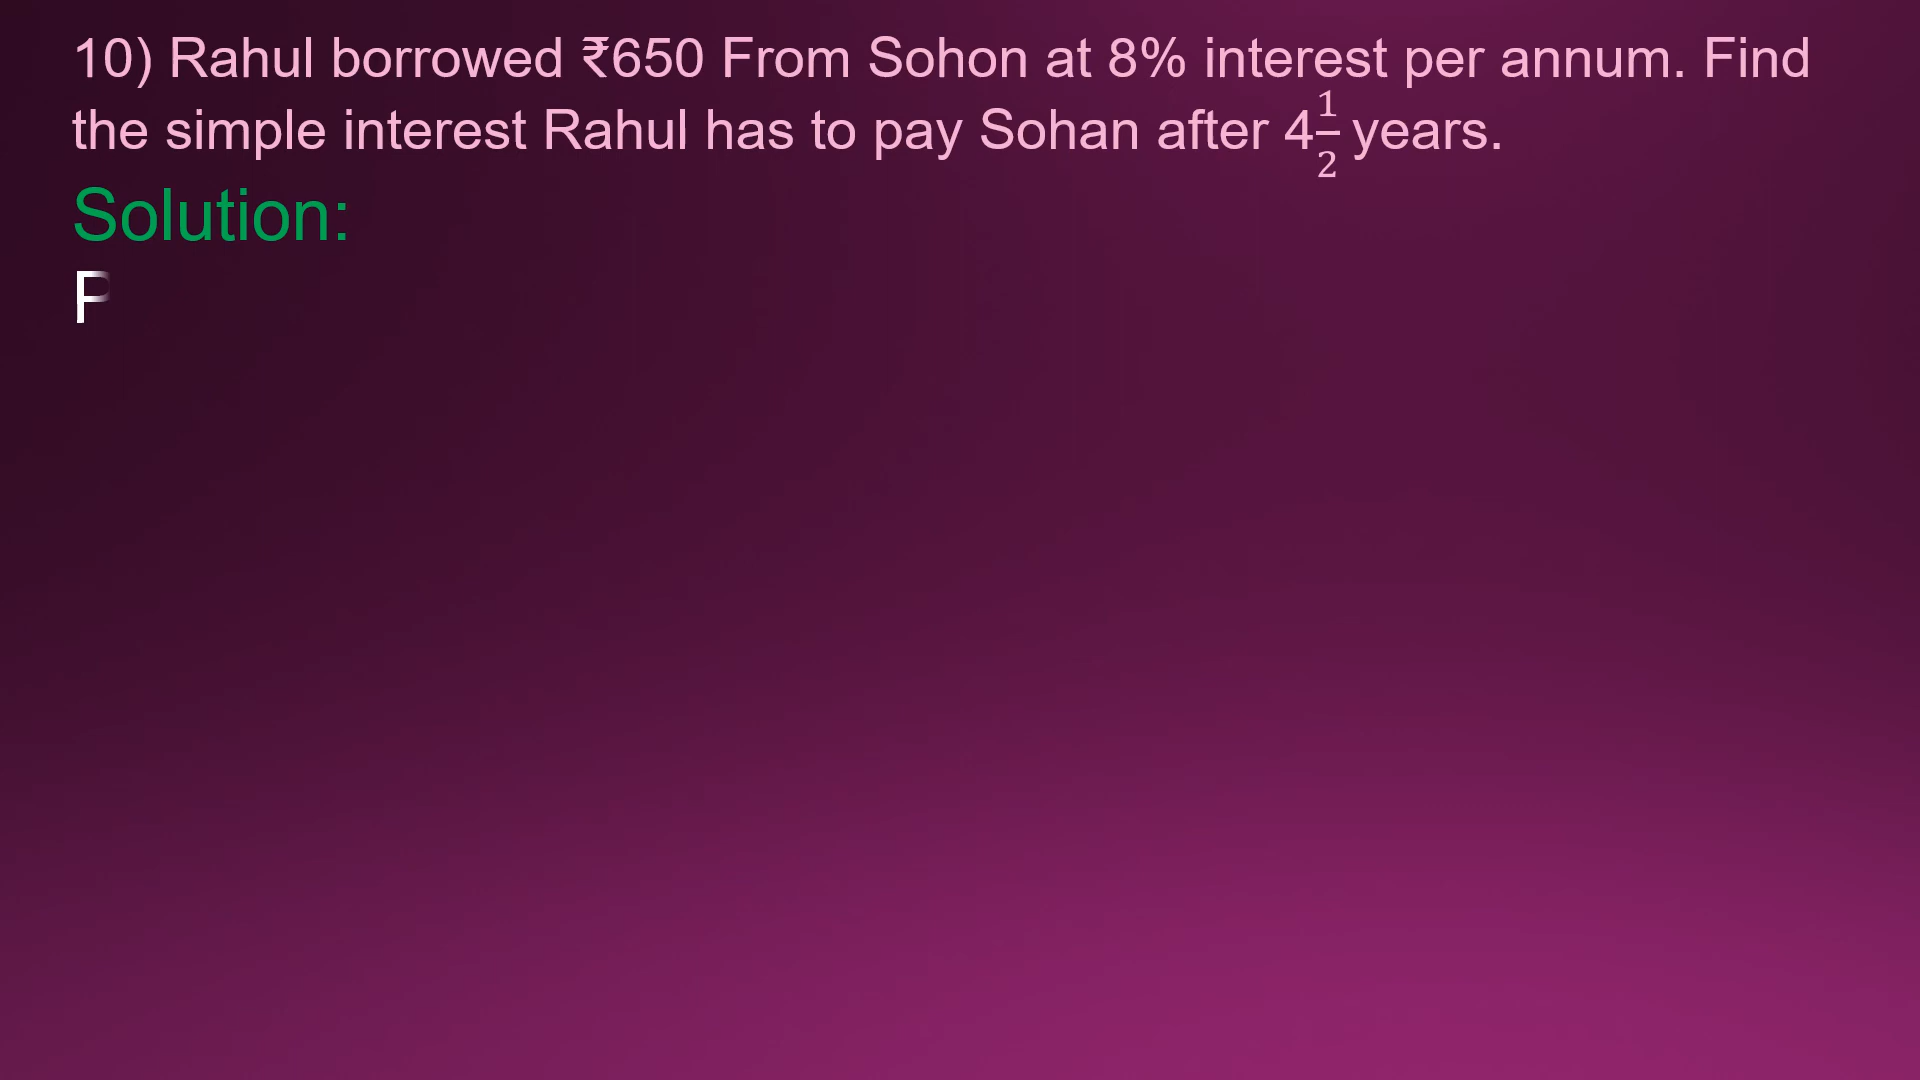 10) Rahul borrowed ₹650 From Sohon at 8% interest per annum. Find
the simple interest Rahul has to pay Sohan after 4½ years.
Solution:
P